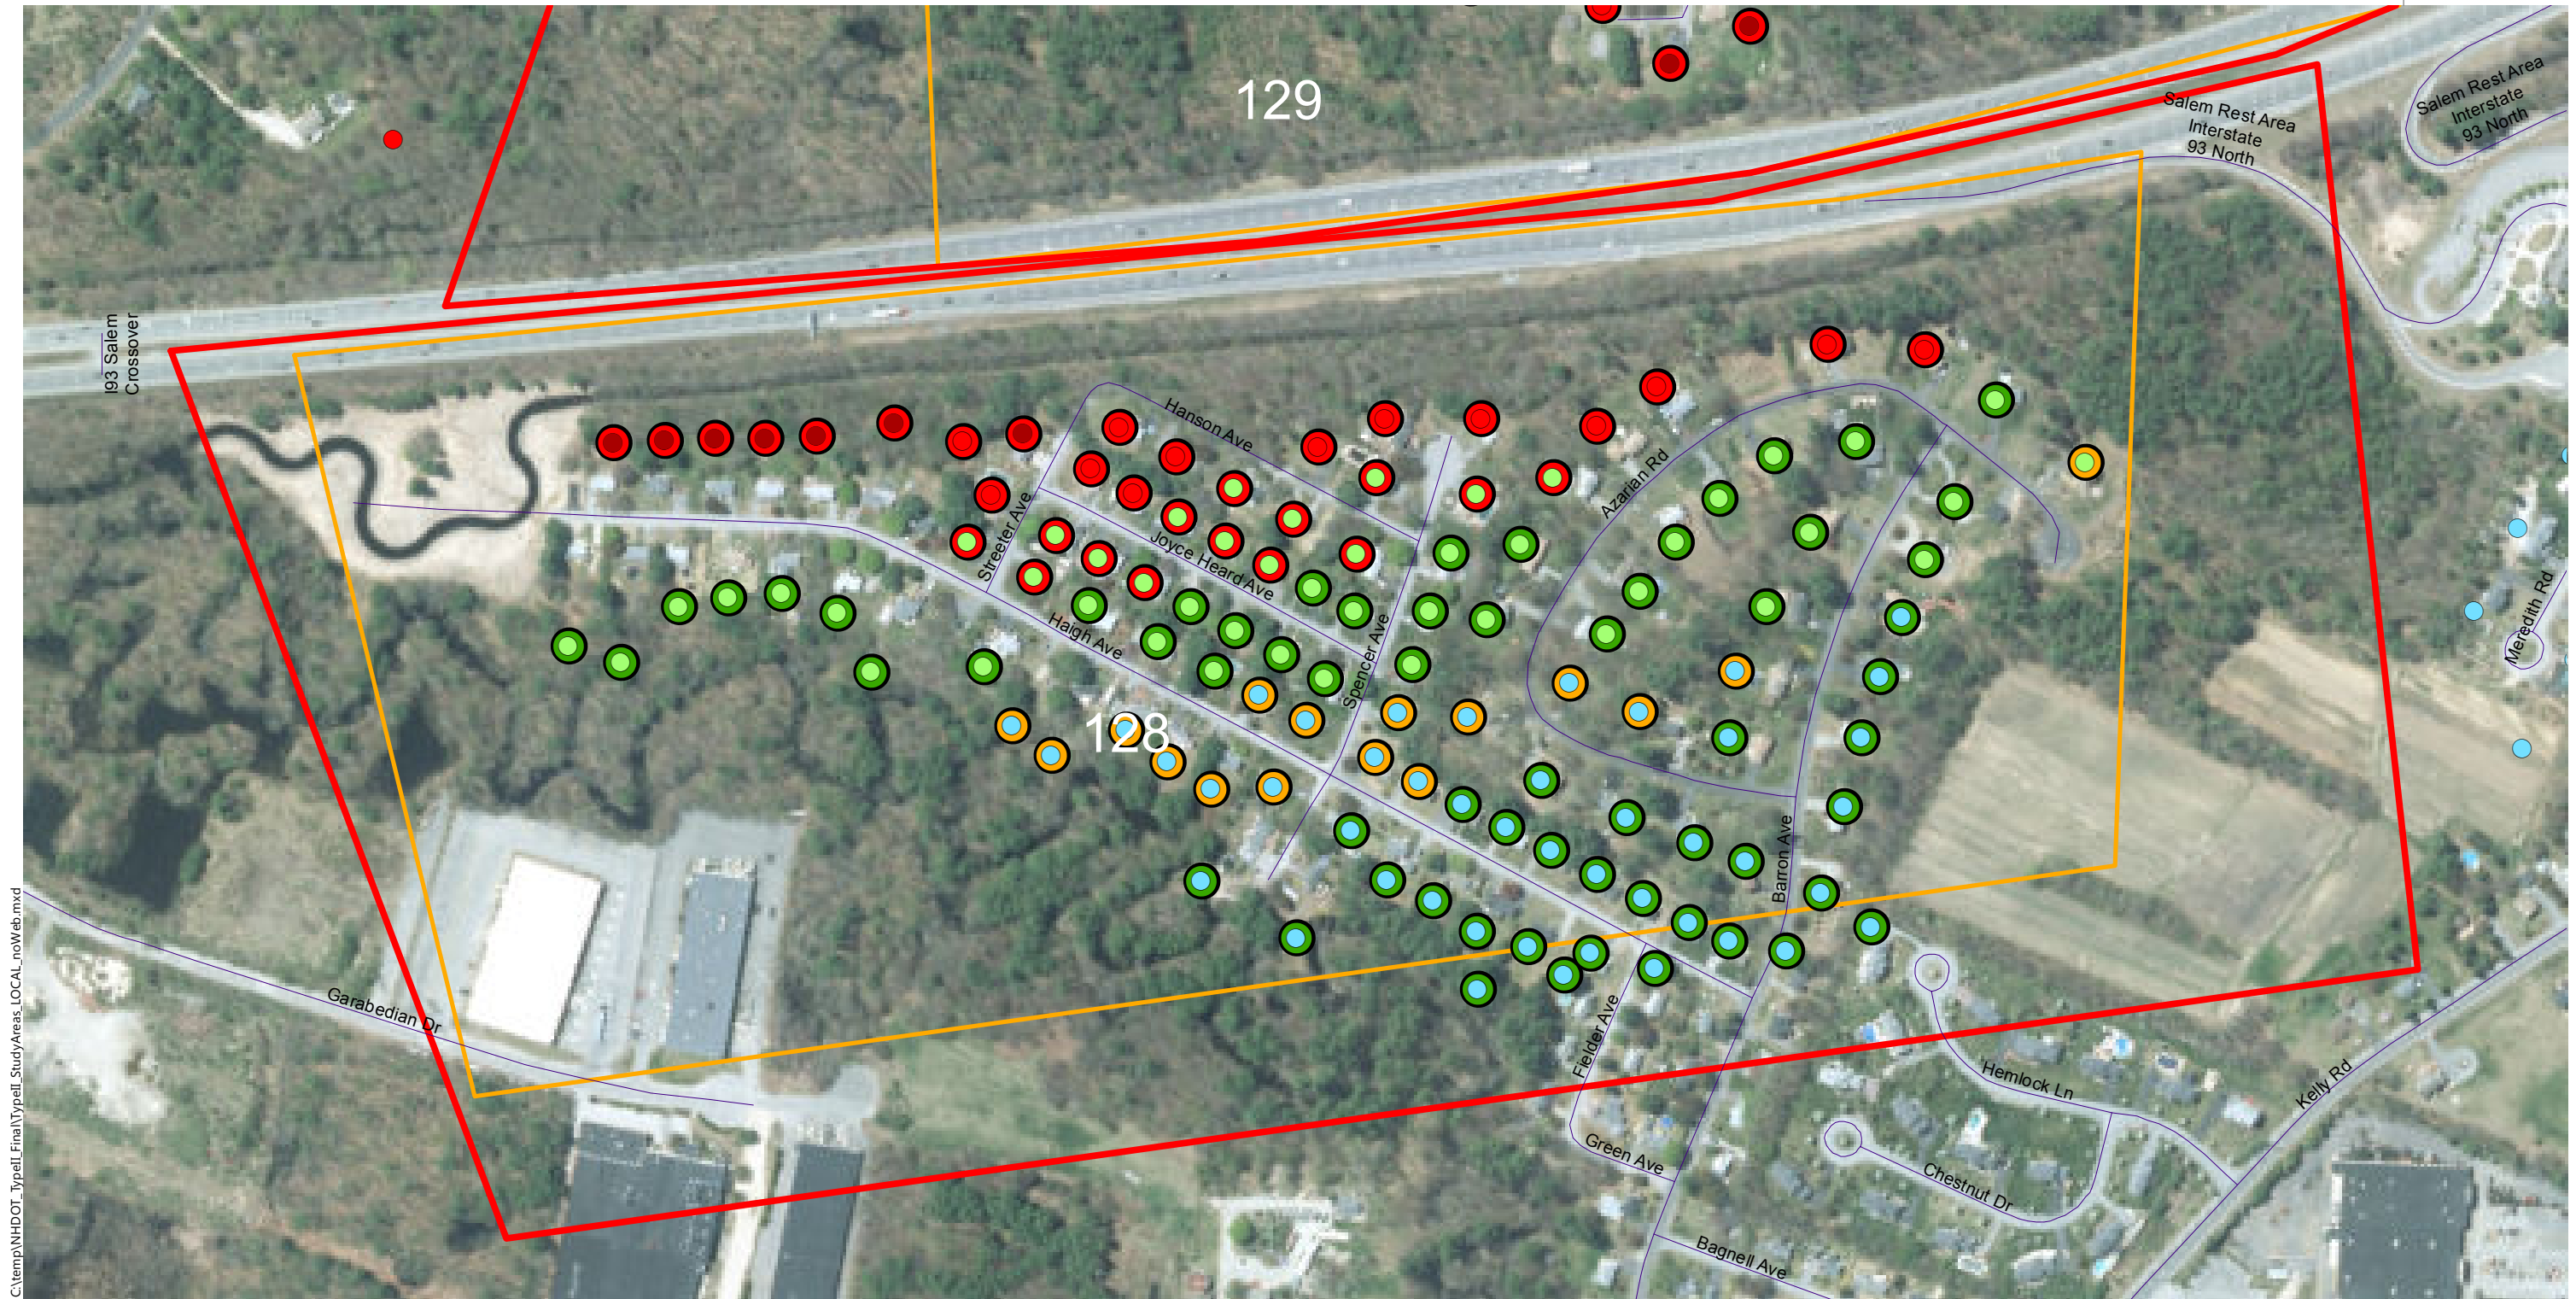 129
Salem Rest Area
Interstate
93 North
Salem Rest Area
Interstate
93 North
I93 Salem
Crossover
Hanson Ave
Azarian Rd
Streeter Ave
Joyce Heard Ave
Haigh Ave
Spencer Ave
Meredith Rd
128
Barron Ave
Garabedian Dr
Fielder Ave
Hemlock Ln
Kelly Rd
Green Ave
Chestnut Dr
Bagnell Ave
C:\temp\NHDOT_TypeII_Final\TypeII_StudyAreas_LOCAL_noWeb.mxd